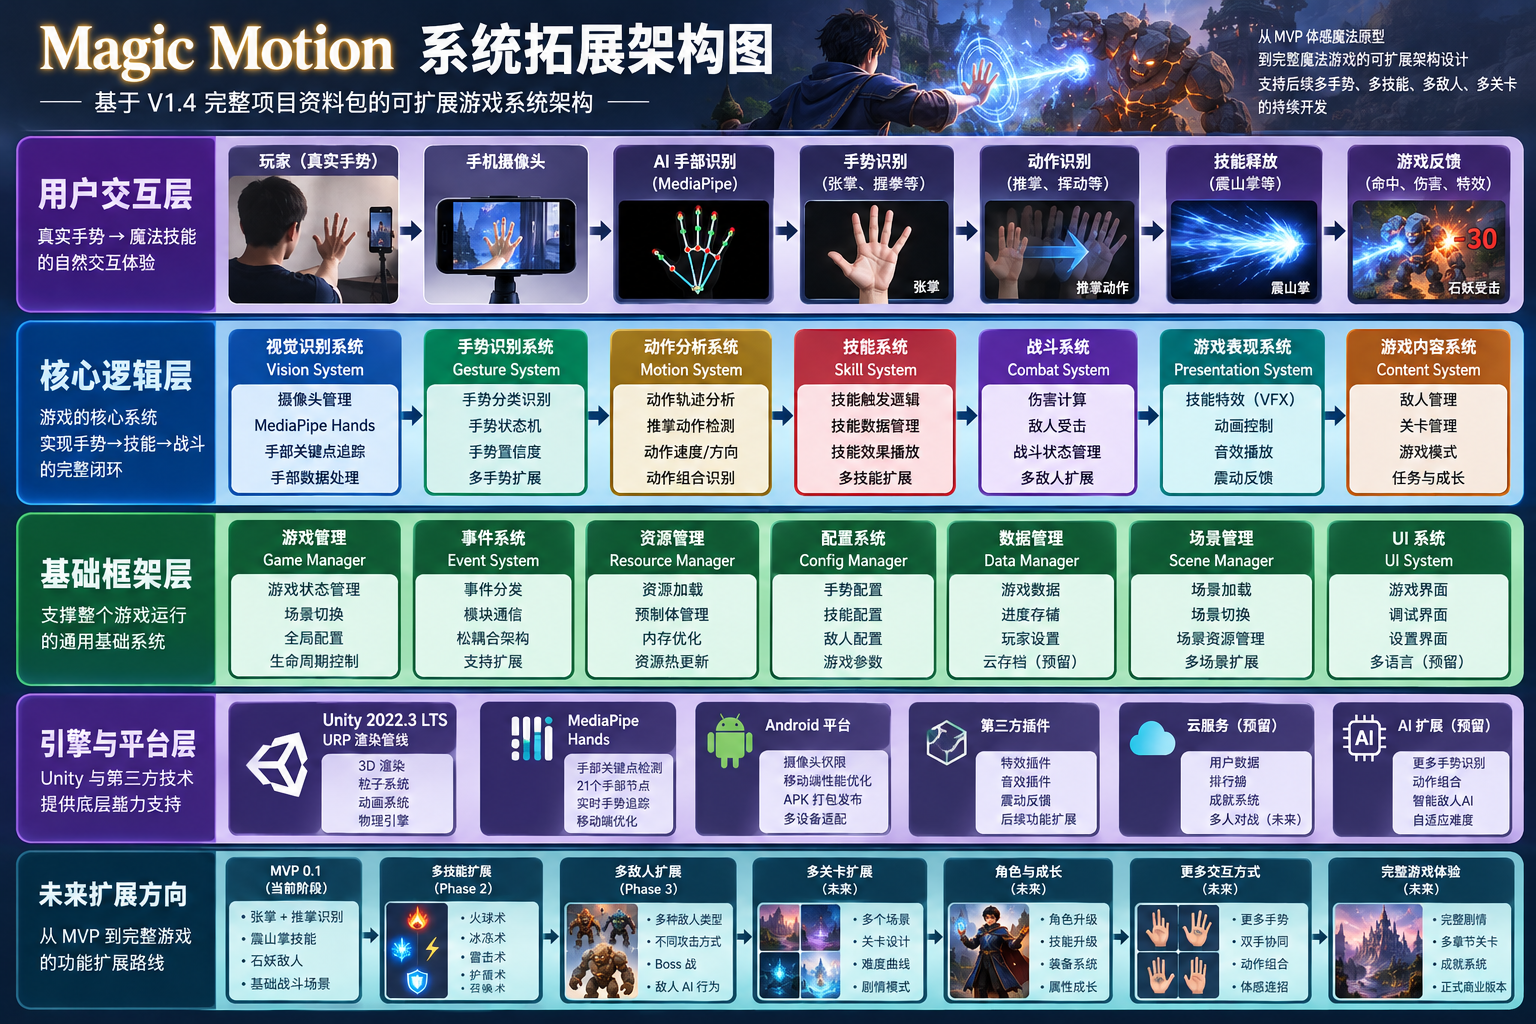 Magic Motion 系统拓展架构图
基于 V1.4 完整项目资料包的可扩展游戏系统架构
从 MVP 体感魔法原型
到完整魔法游戏的可扩展架构设计
支持后续多手势、多技能、多敌人、多关卡
的持续开发
用户交互层
真实手势 → 魔法技能
的自然交互体验
玩家（真实手势）
手机摄像头
AI 手部识别
（MediaPipe）
手势识别
（张掌、握拳等）
张掌
动作识别
（推掌、挥动等）
推掌动作
技能释放
（震山掌等）
震山掌
游戏反馈
（命中、伤害、特效）
-30
石妖受击
核心逻辑层
游戏的核心系统
实现手势→技能→战斗
的完整闭环
视觉识别系统
Vision System
摄像头管理
MediaPipe Hands
手部关键点追踪
手部数据处理
手势识别系统
Gesture System
手势分类识别
手势状态机
手势置信度
多手势扩展
动作分析系统
Motion System
动作轨迹分析
推掌动作检测
动作速度/方向
动作组合识别
技能系统
Skill System
技能触发逻辑
技能数据管理
技能效果播放
多技能扩展
战斗系统
Combat System
伤害计算
敌人受击
战斗状态管理
多敌人扩展
游戏表现系统
Presentation System
技能特效（VFX）
动画控制
音效播放
震动反馈
游戏内容系统
Content System
敌人管理
关卡管理
游戏模式
任务与成长
基础框架层
支撑整个游戏运行
的通用基础系统
游戏管理
Game Manager
游戏状态管理
场景切换
全局配置
生命周期控制
事件系统
Event System
事件分发
模块通信
松耦合架构
支持扩展
资源管理
Resource Manager
资源加载
预制体管理
内存优化
资源热更新
配置系统
Config Manager
手势配置
技能配置
敌人配置
游戏参数
数据管理
Data Manager
游戏数据
进度存储
玩家设置
云存档（预留）
场景管理
Scene Manager
场景加载
场景切换
场景资源管理
多场景扩展
UI 系统
UI System
游戏界面
调试界面
设置界面
多语言（预留）
引擎与平台层
Unity 与第三方技术
提供底层能力支持
Unity 2022.3 LTS
URP 渲染管线
3D 渲染
粒子系统
动画系统
物理引擎
MediaPipe
Hands
手部关键点检测
21个手部节点
实时手势追踪
移动端优化
Android 平台
摄像头权限
移动端性能优化
APK 打包发布
多设备适配
第三方插件
特效插件
音效插件
震动反馈
后续功能扩展
云服务（预留）
用户数据
排行榜
成就系统
多人对战（未来）
AI
AI 扩展（预留）
更多手势识别
动作组合
智能敌人AI
自适应难度
未来扩展方向
从 MVP 到完整游戏
的功能扩展路线
MVP 0.1
（当前阶段）
• 张掌 + 推掌识别
• 震山掌技能
• 石妖敌人
• 基础战斗场景
多技能扩展
（Phase 2）
• 火球术
• 冰冻术
• 雷击术
• 护盾术
• 召唤术
多敌人扩展
（Phase 3）
• 多种敌人类型
• 不同攻击方式
• Boss 战
• 敌人 AI 行为
多关卡扩展
（未来）
• 多个场景
• 关卡设计
• 难度曲线
• 剧情模式
角色与成长
（未来）
• 角色升级
• 技能升级
• 装备系统
• 属性成长
更多交互方式
（未来）
• 更多手势
• 双手协同
• 动作组合
• 体感连招
完整游戏体验
（未来）
• 完整剧情
• 多章节关卡
• 成就系统
• 正式商业版本